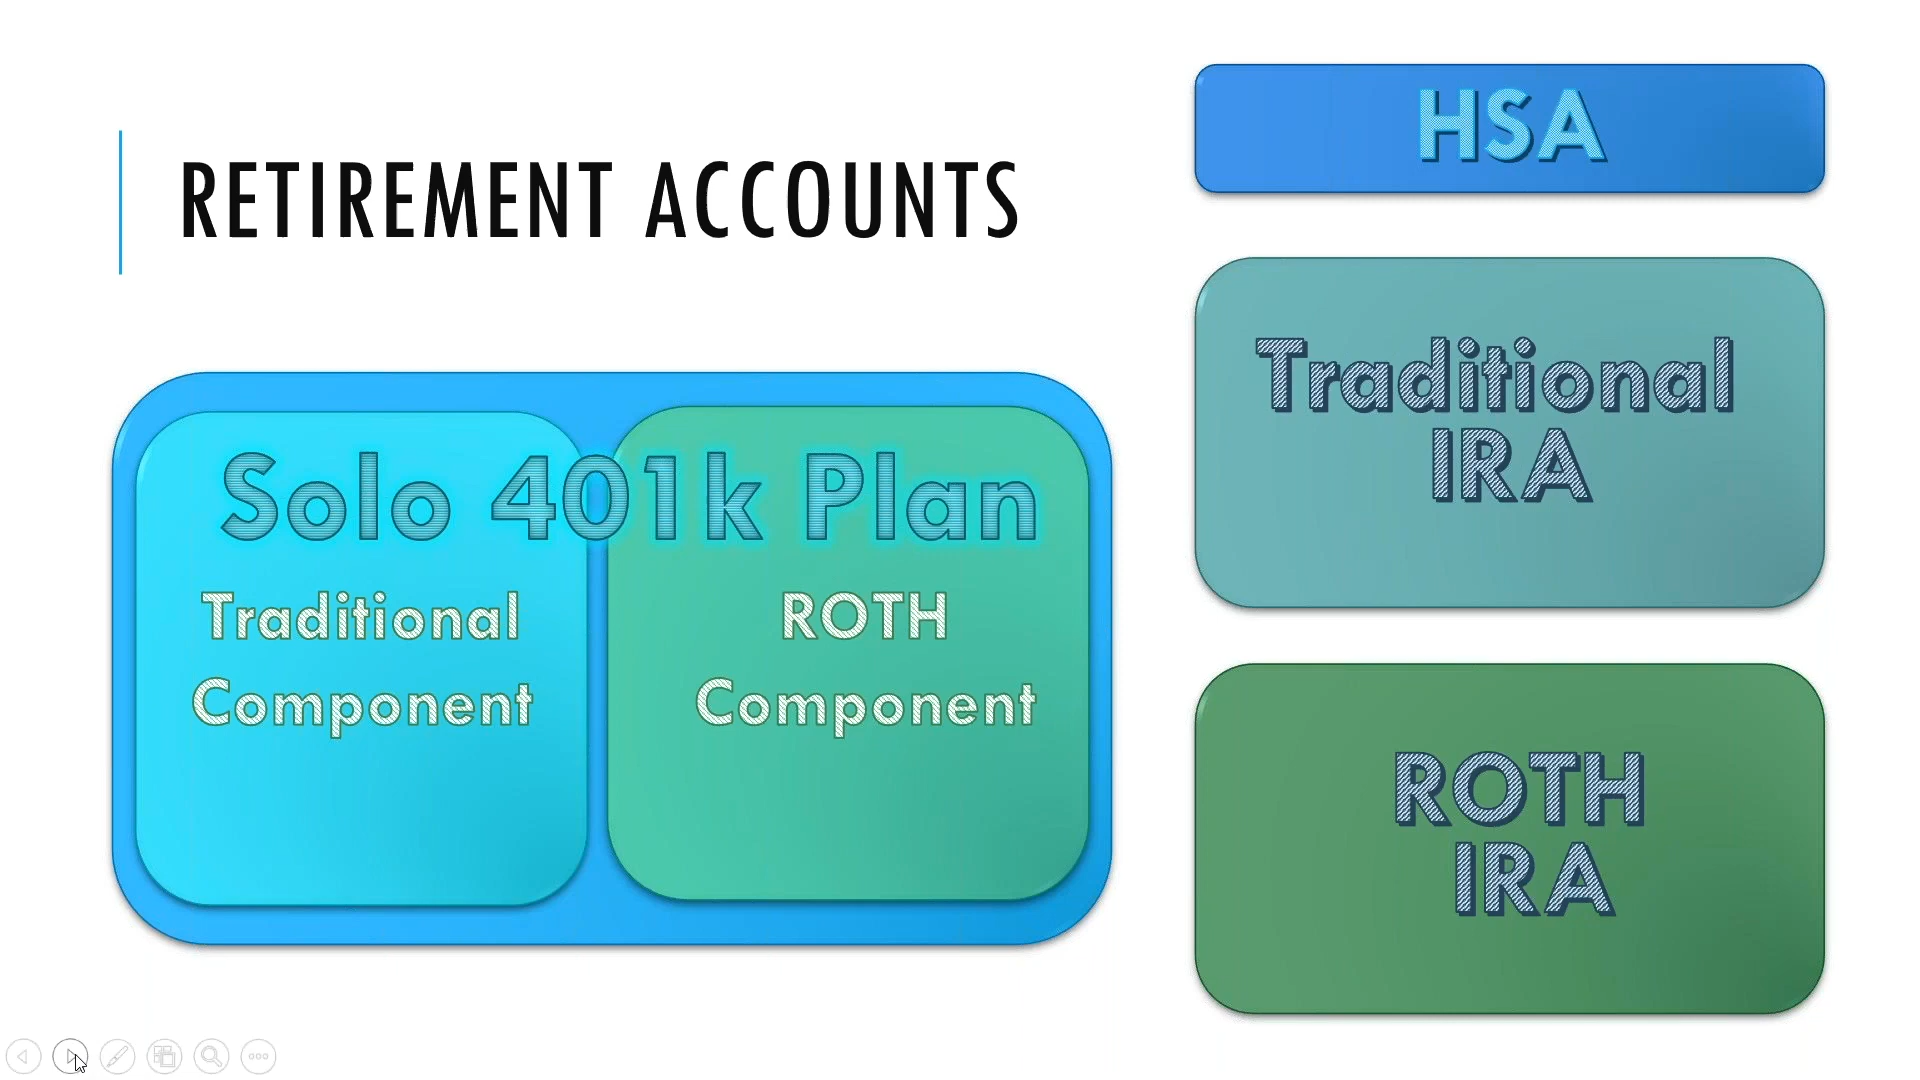 RETIREMENT ACCOUNTS
Solo 401k Plan
Traditional
Component
ROTH
Component
HSA
Traditional
IRA
ROTH
IRA